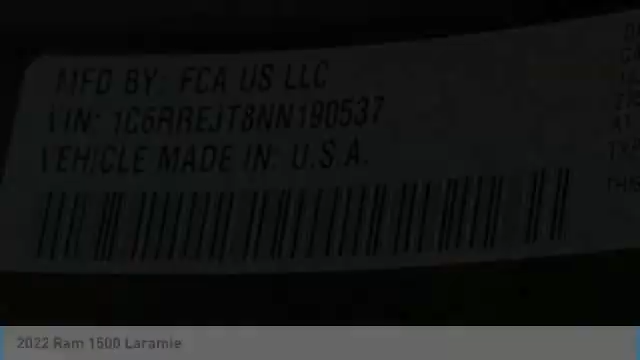 MFD BY: FCA US LLC
VIN: 1C6RREJT8NN190537
VEHICLE MADE IN: U.S.A.
2022 Ram 1500 Laramie